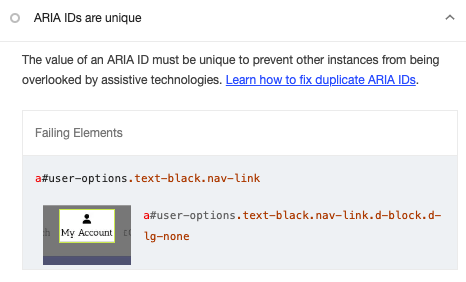 ARIA IDs are unique
The value of an ARIA ID must be unique to prevent other instances from being
overlooked by assistive technologies. Learn how to fix duplicate ARIA IDs.
Failing Elements
a#user-options.text-black.nav-link
a#user-options.text-black.nav-link.d-block.d-
lg-none
My Account